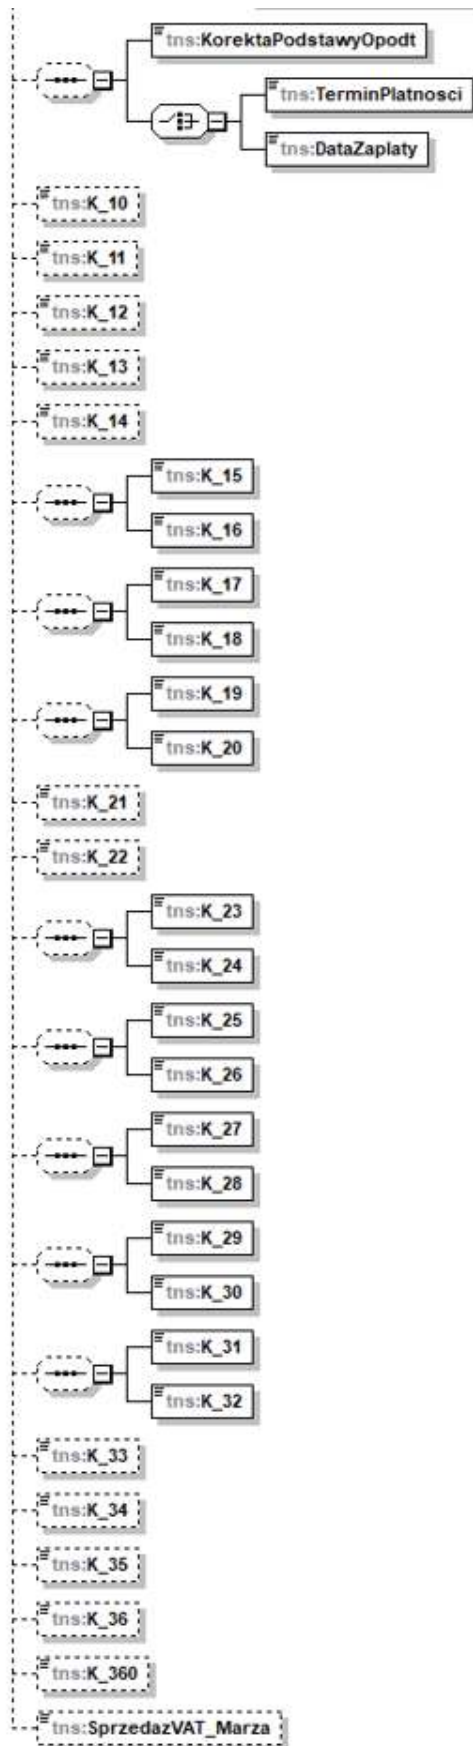 tns:KorektaPodstawyOpodt
tns:TerminPlatnosci
tns:DataZaplaty
tns:K_10
tns:K_11
tns:K_12
tns:K_13
tns:K_14
tns:K_15
tns:K_16
tns:K_17
tns:K_18
tns:K_19
tns:K_20
tns:K_21
tns:K_22
tns:K_23
tns:K_24
tns:K_25
tns:K_26
tns:K_27
tns:K_28
tns:K_29
tns:K_30
tns:K_31
tns:K_32
tns:K_33
tns:K_34
tns:K_35
tns:K_36
tns:K_360
tns:SprzedazVAT_Marza